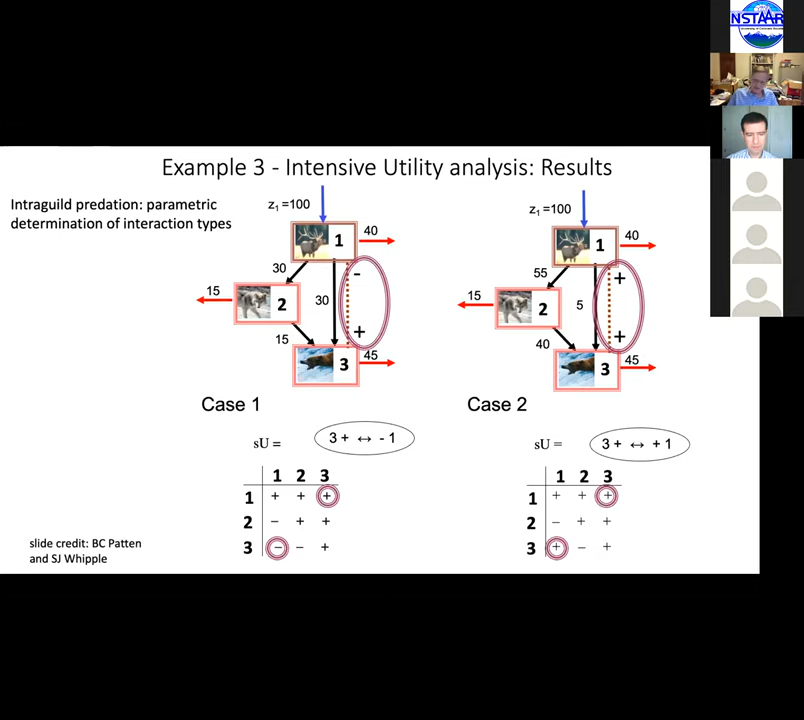 NSTAAR
Example 3 - Intensive Utility analysis: Results
Intraguild predation: parametric
determination of interaction types
z1 =100
1
40
30
-
15
2
30
15
+
3
45
Case 1
sU =
3 + ↔ - 1
1 2 3
1 + + +
2 − + +
3 − − +
z1 =100
1
40
55
+
15
2
5
40
+
3
45
Case 2
sU =
3 + ↔ + 1
1 2 3
1 + + +
2 − + +
3 + − +
slide credit: BC Patten
and SJ Whipple